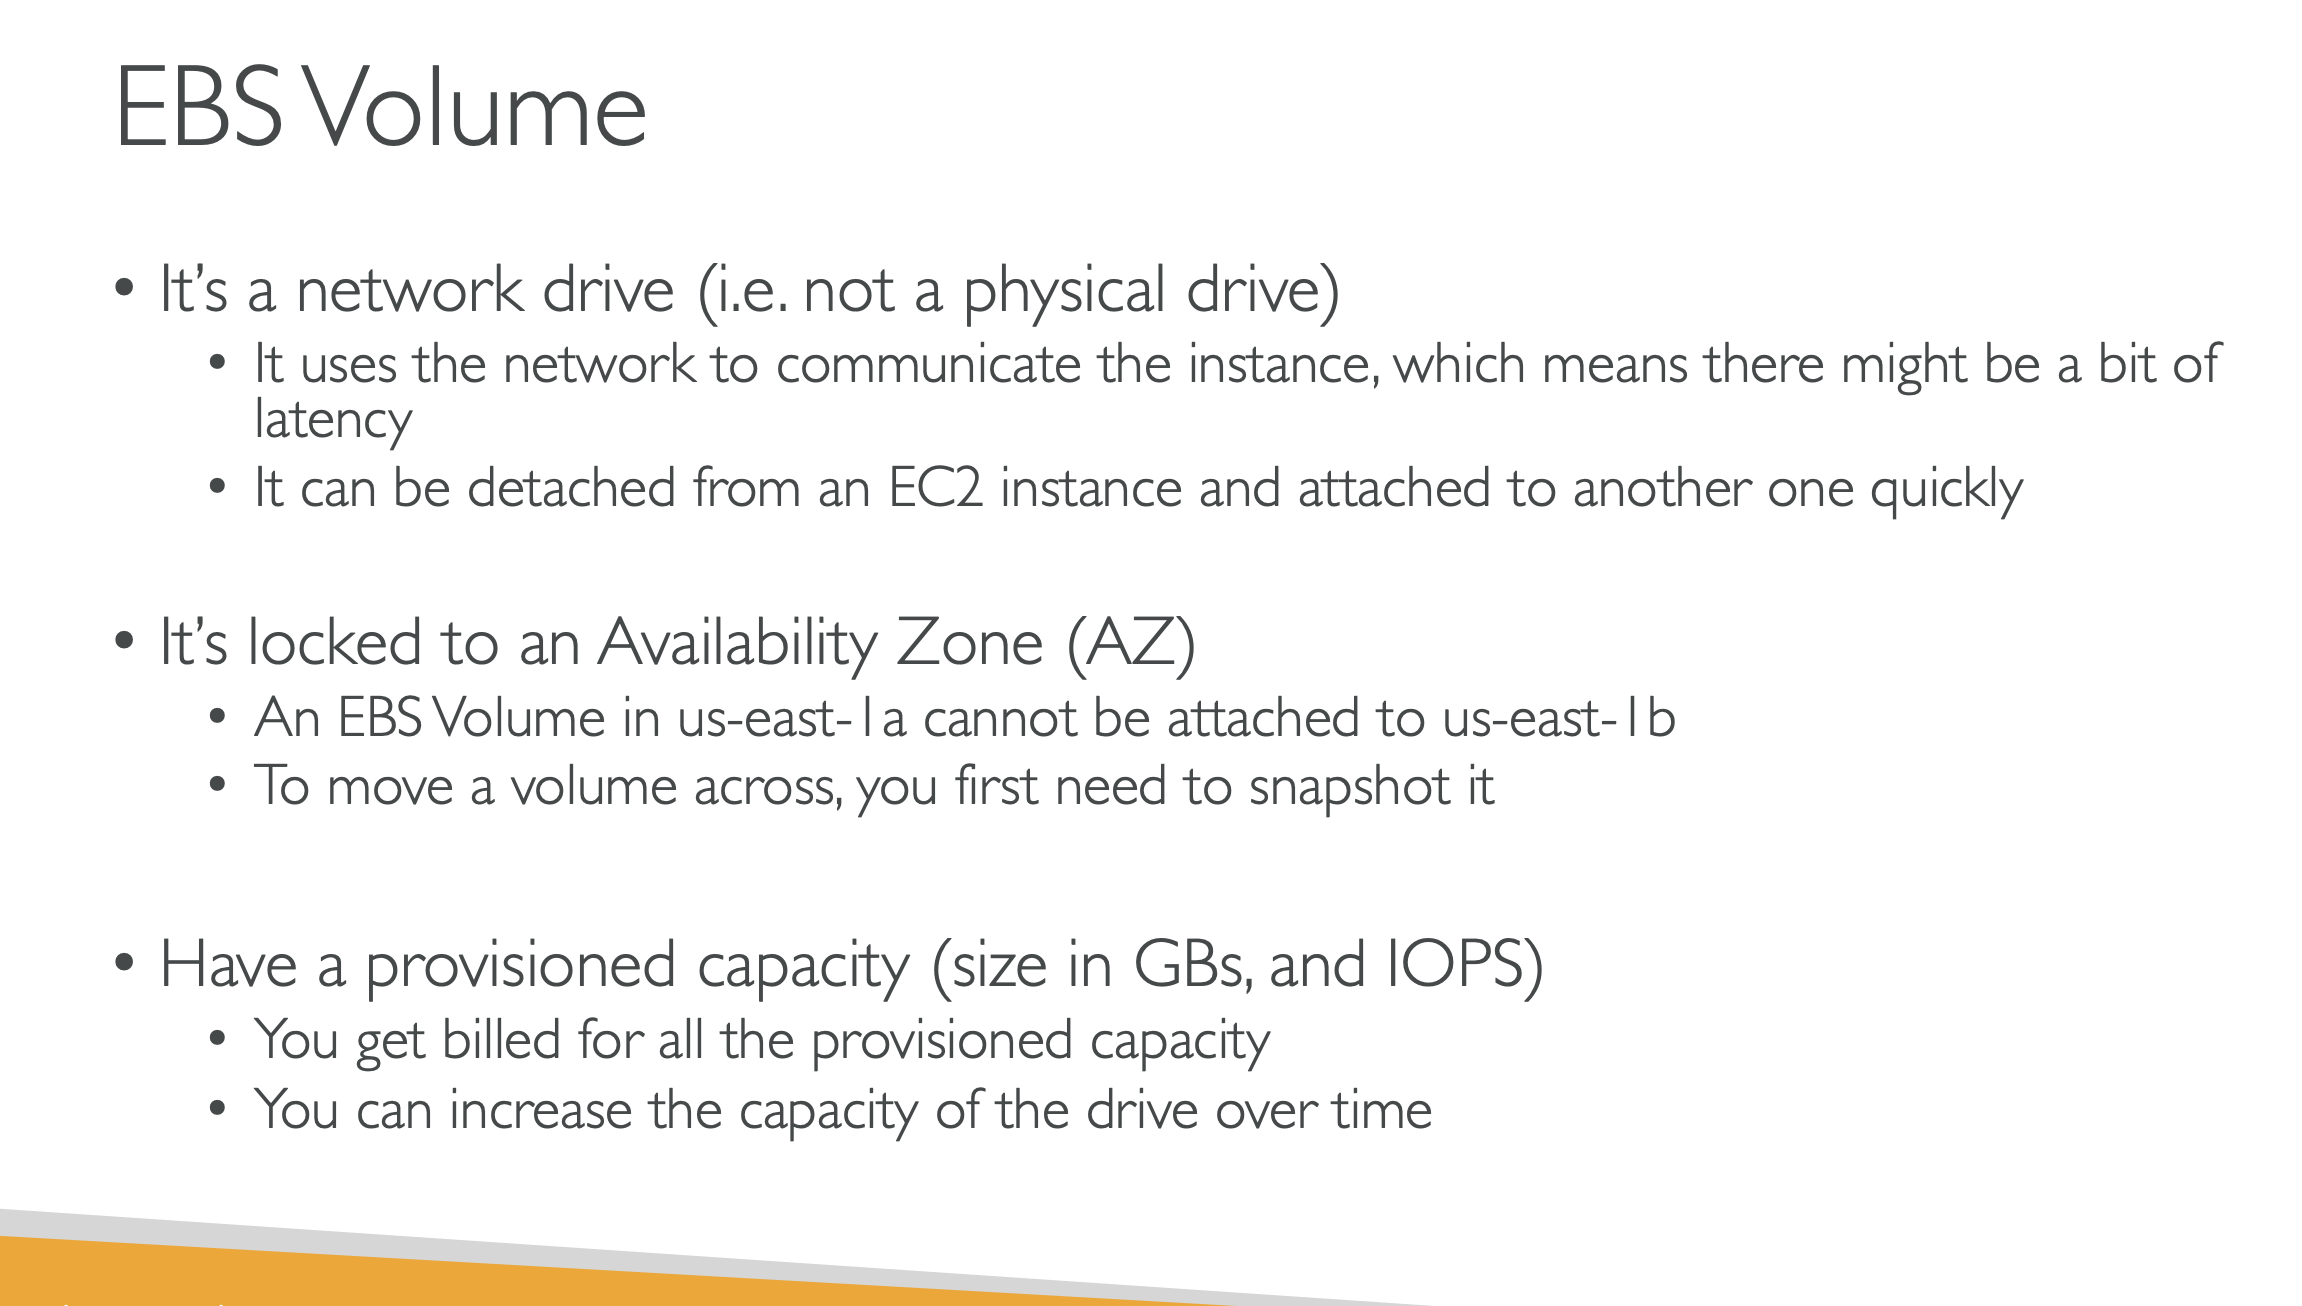 EBS Volume
• It’s a network drive (i.e. not a physical drive)
• It uses the network to communicate the instance, which means there might be a bit of
latency
• It can be detached from an EC2 instance and attached to another one quickly
• It’s locked to an Availability Zone (AZ)
• An EBS Volume in us-east-1a cannot be attached to us-east-1b
• To move a volume across, you first need to snapshot it
• Have a provisioned capacity (size in GBs, and IOPS)
• You get billed for all the provisioned capacity
• You can increase the capacity of the drive over time